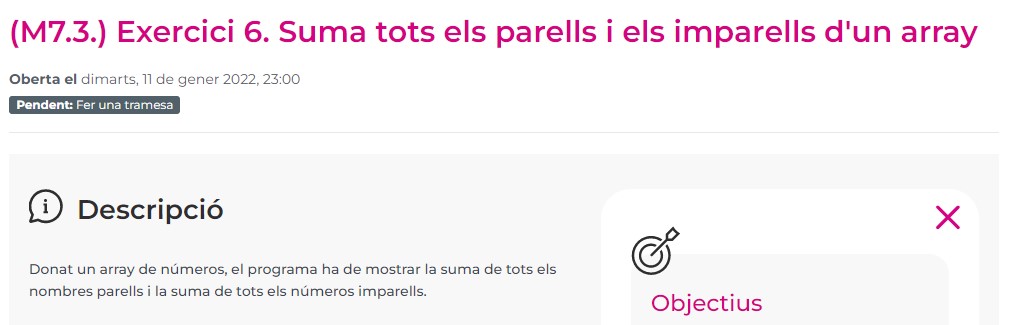 (M7.3.) Exercici 6. Suma tots els parells i els imparells d'un array
Oberta el dimarts, 11 de gener 2022, 23:00
Pendent: Fer una tramesa
Descripció
Donat un array de números, el programa ha de mostrar la suma de tots els
nombres parells i la suma de tots els números imparells.
Objectius